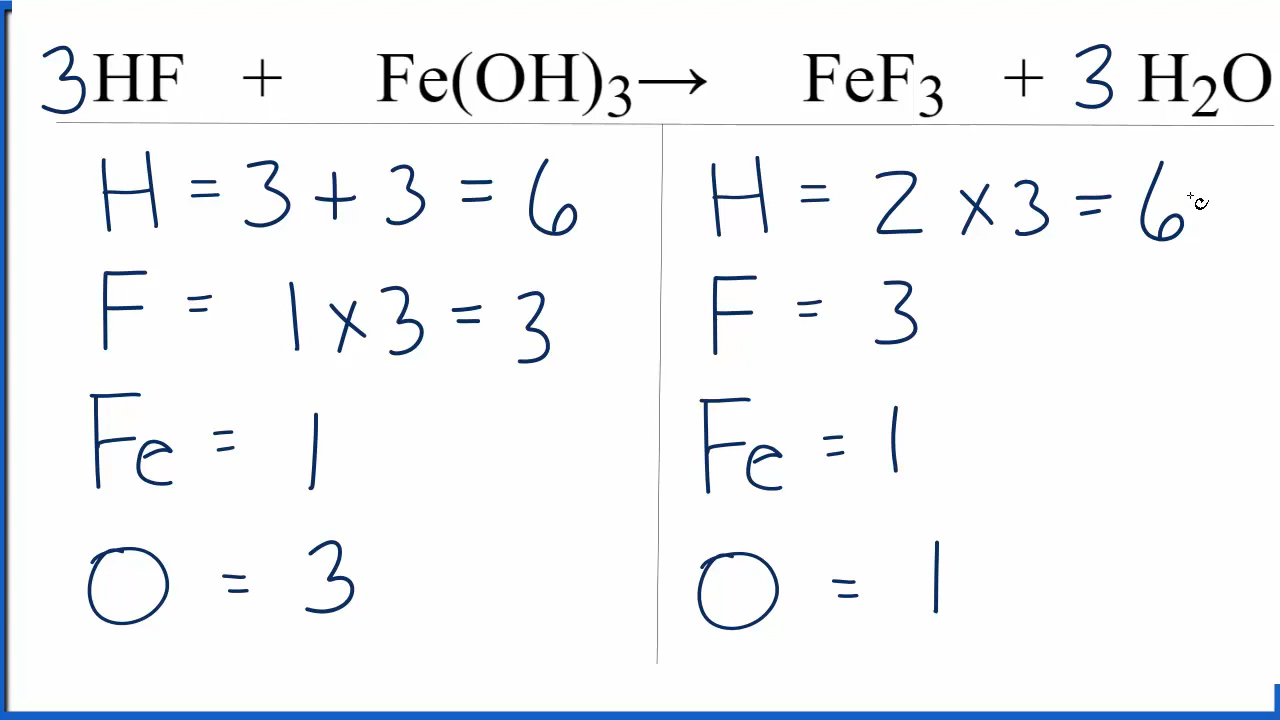 3HF + Fe(OH)₃→ FeF₃ + 3 H₂O
H = 3 + 3 = 6
F = 1 x 3 = 3
Fe = 1
O = 3
H = 2 x 3 = 6
F = 3
Fe = 1
O = 1